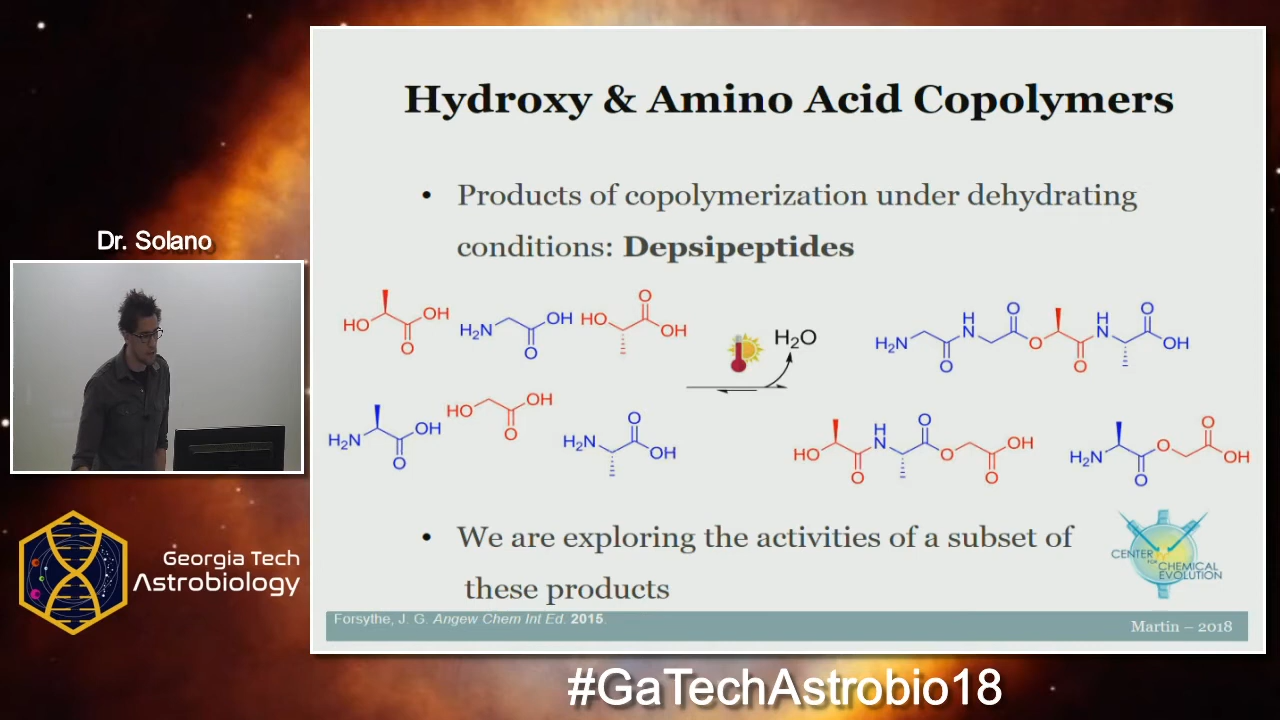 Hydroxy & Amino Acid Copolymers
• Products of copolymerization under dehydrating
conditions: Depsipeptides
Dr. Solano
HO
OH
O
H2N
OH
O
HO
O
OH
H2O
H2N
O
H
N
O
O
O
H
N
O
OH
H2N
OH
O
HO
OH
O
H2N
O
OH
HO
O
H
N
O
O
O
OH
H2N
O
O
O
OH
• We are exploring the activities of a subset of
these products
CENTER
FOR
CHEMICAL
EVOLUTION
Georgia Tech
Astrobiology
Forsythe, J. G. Angew Chem Int Ed. 2015.
Martin – 2018
#GaTechAstrobio18